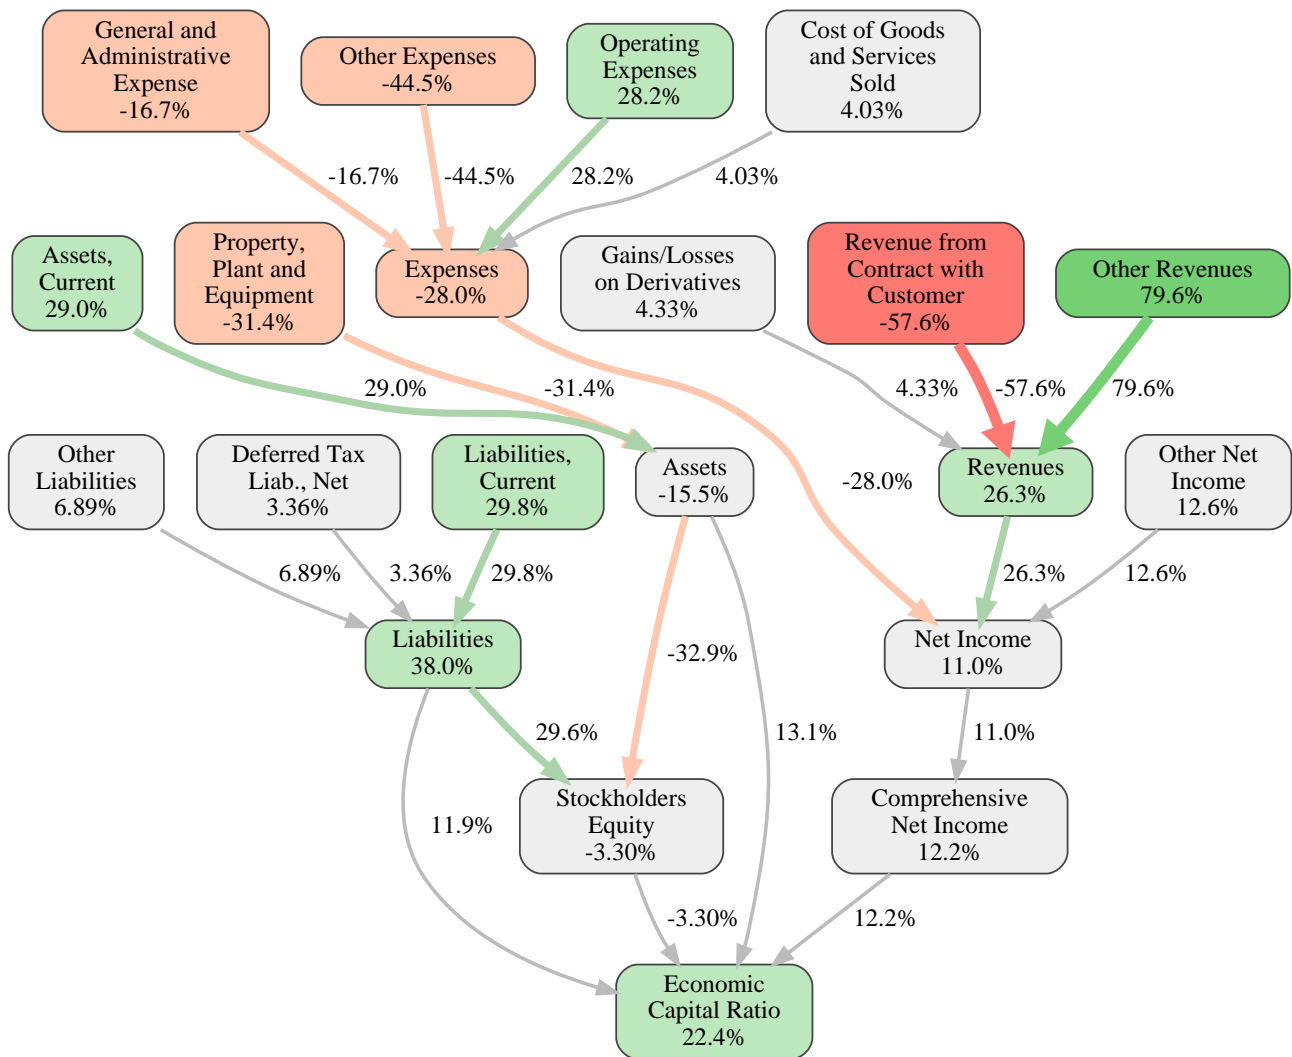 General and
Administrative
Expense
-16.7%
Other Expenses
-44.5%
Operating
Expenses
28.2%
Cost of Goods
and Services
Sold
4.03%
-16.7%
-44.5%
28.2%
4.03%
Assets,
Current
29.0%
Property,
Plant and
Equipment
-31.4%
Expenses
-28.0%
Gains/Losses
on Derivatives
4.33%
Revenue from
Contract with
Customer
-57.6%
Other Revenues
79.6%
29.0%
-31.4%
4.33%
-57.6%
79.6%
Other
Liabilities
6.89%
Deferred Tax
Liab., Net
3.36%
Liabilities,
Current
29.8%
Assets
-15.5%
-28.0%
Revenues
26.3%
Other Net
Income
12.6%
6.89%
3.36%
29.8%
26.3%
12.6%
Liabilities
38.0%
-32.9%
Net Income
11.0%
29.6%
13.1%
11.0%
11.9%
Stockholders
Equity
-3.30%
Comprehensive
Net Income
12.2%
-3.30%
12.2%
Economic
Capital Ratio
22.4%